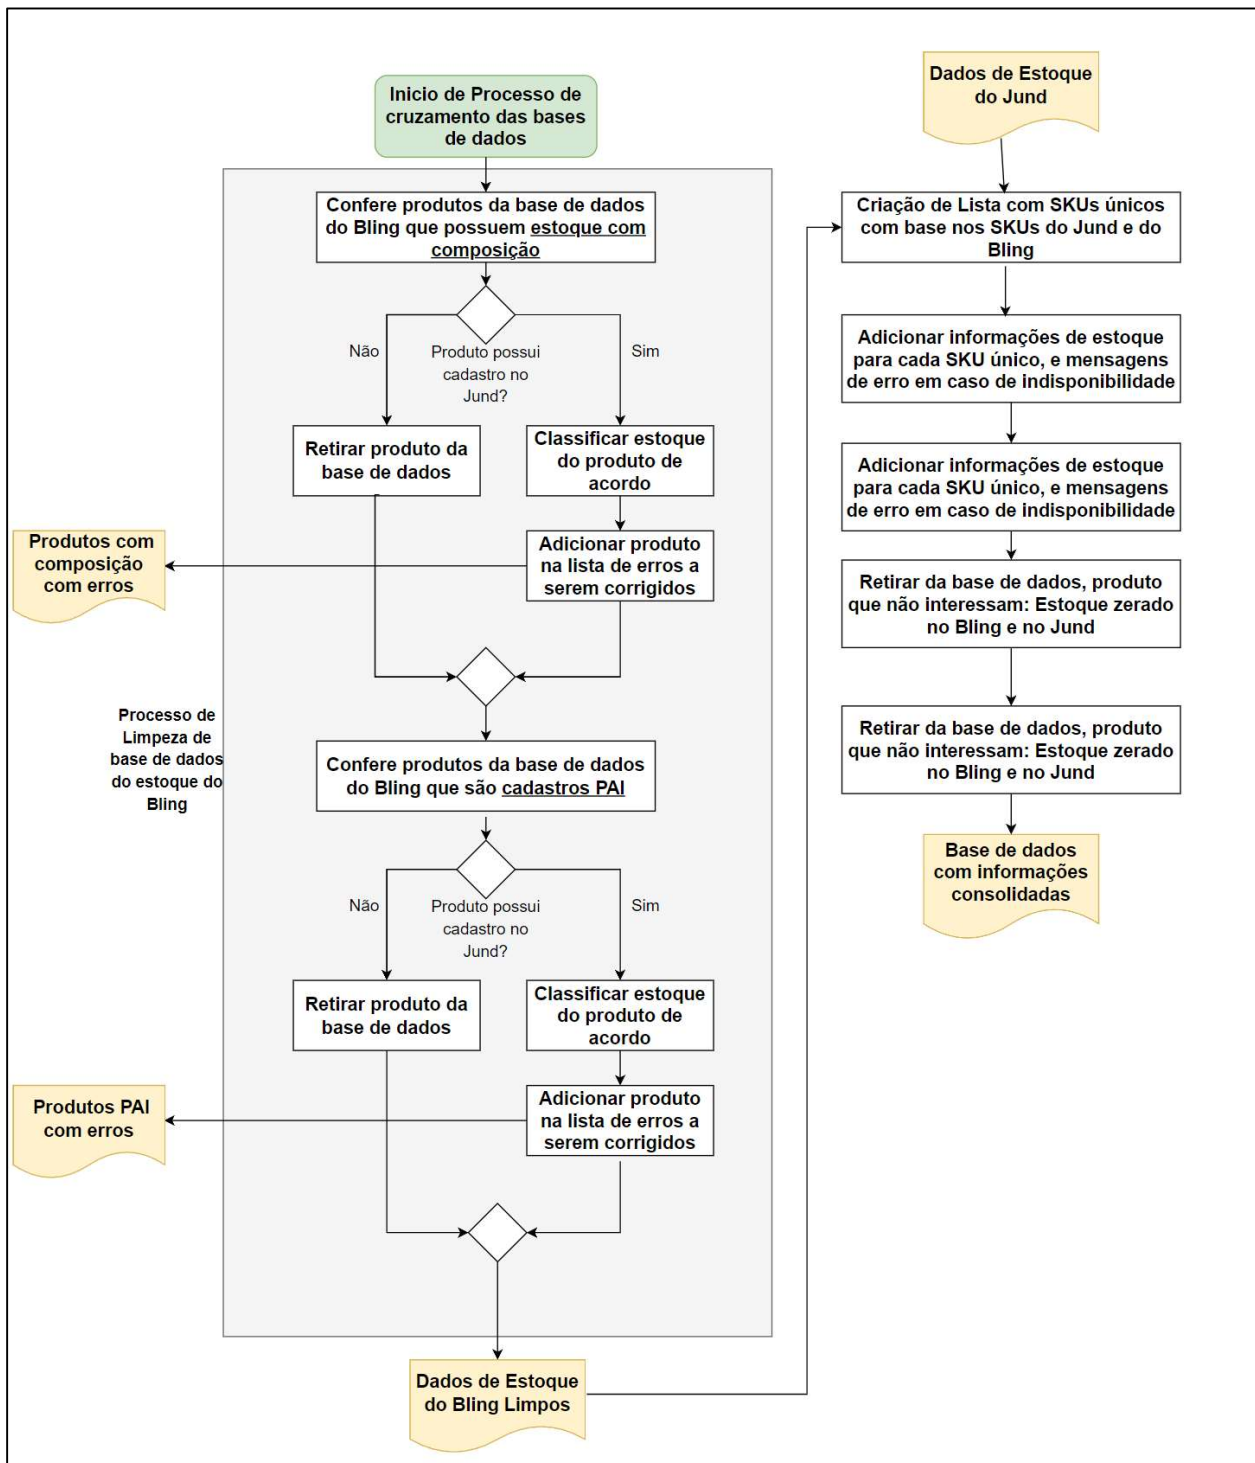 Inicio de Processo de
cruzamento das bases
de dados
Confere produtos da base de dados
do Bling que possuem estoque com
composição
Não
Produto possui
cadastro no
Jund?
Sim
Retirar produto da
base de dados
Classificar estoque
do produto de
acordo
Adicionar produto
na lista de erros a
serem corrigidos
Produtos com
composição
com erros
Processo de
Limpeza de
base de dados
do estoque do
Bling
Confere produtos da base de dados
do Bling que são cadastros PAI
Não
Produto possui
cadastro no
Jund?
Sim
Retirar produto da
base de dados
Classificar estoque
do produto de
acordo
Adicionar produto
na lista de erros a
serem corrigidos
Produtos PAI
com erros
Dados de Estoque
do Bling Limpos
Dados de Estoque
do Jund
Criação de Lista com SKUs únicos
com base nos SKUs do Jund e do
Bling
Adicionar informações de estoque
para cada SKU único, e mensagens
de erro em caso de indisponibilidade
Adicionar informações de estoque
para cada SKU único, e mensagens
de erro em caso de indisponibilidade
Retirar da base de dados, produto
que não interessam: Estoque zerado
no Bling e no Jund
Retirar da base de dados, produto
que não interessam: Estoque zerado
no Bling e no Jund
Base de dados
com informações
consolidadas